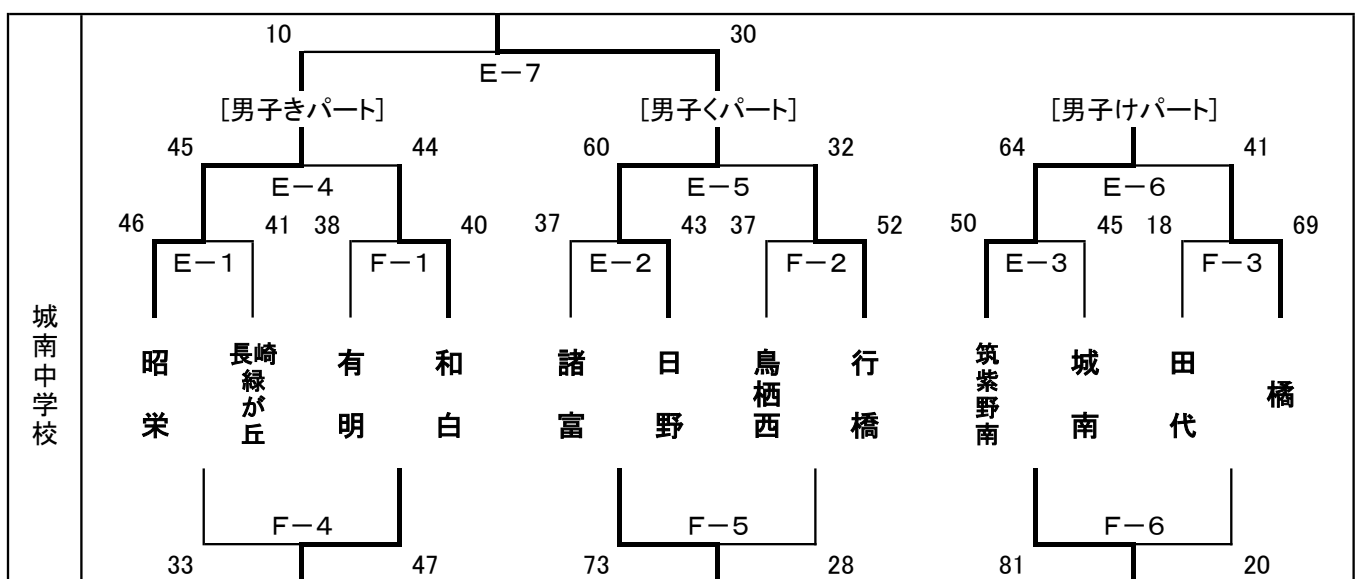 10 30
E-7
[男子きパート] [男子くパート] [男子けパート]
45 44 60 32 64 41
E-4 E-5 E-6
46 41 38 40 37 43 37 52 50 45 18 69
E-1 F-1 E-2 F-2 E-3 F-3
城南中学校
昭栄
長崎緑が丘
有明
和白
諸富
日野
鳥栖西
行橋
筑紫野南
城南
田代
橘
F-4 F-5 F-6
33 47 73 28 81 20